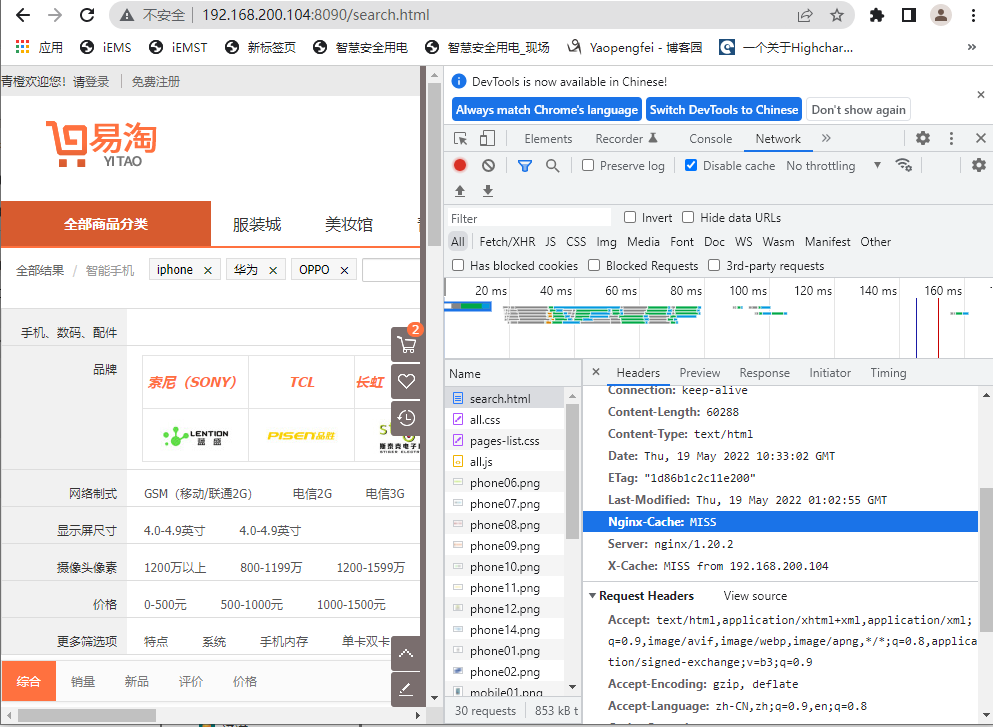 不安全 192.168.200.104:8090/search.html
应用 iEMS iEMST 新标签页 智慧安全用电 智慧安全用电_现场 Yaopengfei - 博客园 一个关于Highchar... »
青橙欢迎您！请登录 免费注册
易淘
YITAO
全部商品分类 服装城 美妆馆
全部结果 / 智能手机 iphone × 华为 × OPPO ×
手机、数码、配件
2
品牌
索尼（SONY） TCL 长虹
LENTION 蓝盛 PISEN品胜
网络制式 GSM（移动/联通2G） 电信2G 电信3G
显示屏尺寸 4.0-4.9英寸 4.0-4.9英寸
摄像头像素 1200万以上 800-1199万 1200-1599万
价格 0-500元 500-1000元 1000-1500元
更多筛选项 特点 系统 手机内存 单卡双卡
综合 销量 新品 评价 价格
DevTools is now available in Chinese!
Always match Chrome's language Switch DevTools to Chinese Don't show again
Elements Recorder Console Network »
Preserve log Disable cache No throttling
Filter Invert Hide data URLs
All Fetch/XHR JS CSS Img Media Font Doc WS Wasm Manifest Other
Has blocked cookies Blocked Requests 3rd-party requests
20 ms 40 ms 60 ms 80 ms 100 ms 120 ms 140 ms 160 ms
Name
search.html
all.css
pages-list.css
all.js
phone06.png
phone07.png
phone08.png
phone09.png
phone10.png
phone11.png
phone12.png
phone14.png
phone01.png
phone02.png
mobile01.png
30 requests 853 kB t
× Headers Preview Response Initiator Timing
Connection: keep-alive
Content-Length: 60288
Content-Type: text/html
Date: Thu, 19 May 2022 10:33:02 GMT
ETag: "1d86b1c2c11e200"
Last-Modified: Thu, 19 May 2022 01:02:55 GMT
Nginx-Cache: MISS
Server: nginx/1.20.2
X-Cache: MISS from 192.168.200.104
Request Headers View source
Accept: text/html,application/xhtml+xml,application/xml;
q=0.9,image/avif,image/webp,image/apng,*/*;q=0.8,applica
tion/signed-exchange;v=b3;q=0.9
Accept-Encoding: gzip, deflate
Accept-Language: zh-CN,zh;q=0.9,en;q=0.8